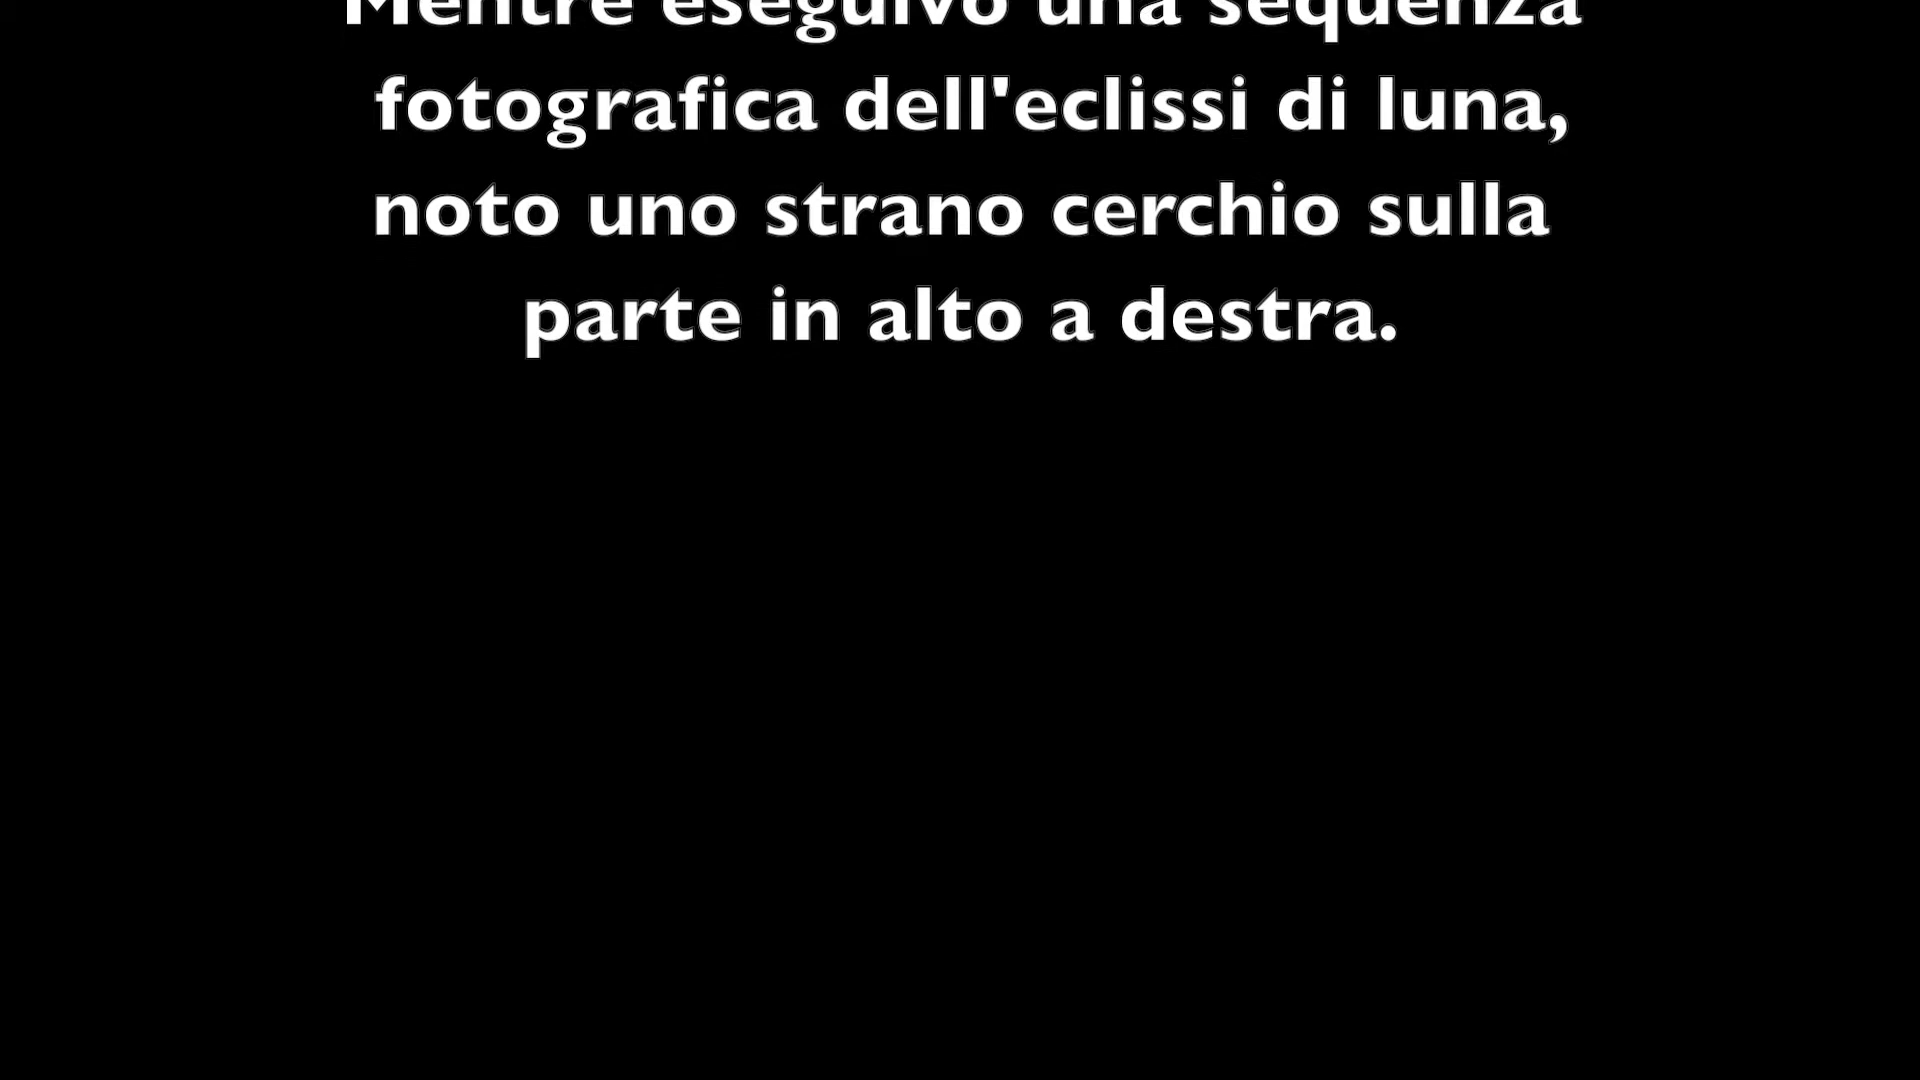 Mentre eseguivo una sequenza
fotografica dell'eclissi di luna,
noto uno strano cerchio sulla
parte in alto a destra.